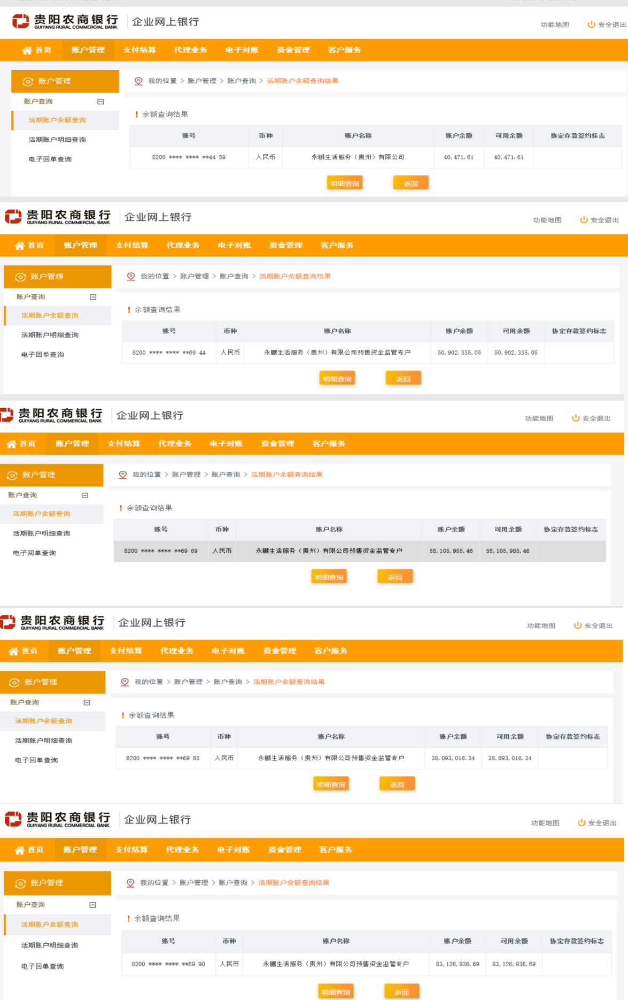 贵阳农商银行 企业网上银行
GUIYANG RURAL COMMERCIAL BANK
功能地图 安全退出
首页 账户管理 支付结算 代理业务 电子对账 资金管理 客户服务
账户管理
我的位置 > 账户管理 > 账户查询 > 活期账户余额查询结果
账户查询
活期账户余额查询
活期账户明细查询
电子回单查询
余额查询结果
账号 币种 账户名称 账户余额 可用余额 协定存款签约标志
8200 **** **** **44 59 人民币 永鹏生活服务（贵州）有限公司 40,471.61 40,471.61
明细查询 返回
贵阳农商银行 企业网上银行
GUIYANG RURAL COMMERCIAL BANK
功能地图 安全退出
首页 账户管理 支付结算 代理业务 电子对账 资金管理 客户服务
账户管理
我的位置 > 账户管理 > 账户查询 > 活期账户余额查询结果
账户查询
活期账户余额查询
活期账户明细查询
电子回单查询
余额查询结果
账号 币种 账户名称 账户余额 可用余额 协定存款签约标志
8200 **** **** **69 44 人民币 永鹏生活服务（贵州）有限公司预售资金监管专户 50,902,335.05 50,902,335.05
明细查询 返回
贵阳农商银行 企业网上银行
GUIYANG RURAL COMMERCIAL BANK
功能地图 安全退出
首页 账户管理 支付结算 代理业务 电子对账 资金管理 客户服务
账户管理
我的位置 > 账户管理 > 账户查询 > 活期账户余额查询结果
账户查询
活期账户余额查询
活期账户明细查询
电子回单查询
余额查询结果
账号 币种 账户名称 账户余额 可用余额 协定存款签约标志
8200 **** **** **69 69 人民币 永鹏生活服务（贵州）有限公司预售资金监管专户 58,105,985.46 58,105,985.46
明细查询 返回
贵阳农商银行 企业网上银行
GUIYANG RURAL COMMERCIAL BANK
功能地图 安全退出
首页 账户管理 支付结算 代理业务 电子对账 资金管理 客户服务
账户管理
我的位置 > 账户管理 > 账户查询 > 活期账户余额查询结果
账户查询
活期账户余额查询
活期账户明细查询
电子回单查询
余额查询结果
账号 币种 账户名称 账户余额 可用余额 协定存款签约标志
8200 **** **** **69 85 人民币 永鹏生活服务（贵州）有限公司预售资金监管专户 38,093,016.34 38,093,016.34
明细查询 返回
贵阳农商银行 企业网上银行
GUIYANG RURAL COMMERCIAL BANK
功能地图 安全退出
首页 账户管理 支付结算 代理业务 电子对账 资金管理 客户服务
账户管理
我的位置 > 账户管理 > 账户查询 > 活期账户余额查询结果
账户查询
活期账户余额查询
活期账户明细查询
电子回单查询
余额查询结果
账号 币种 账户名称 账户余额 可用余额 协定存款签约标志
8200 **** **** **69 90 人民币 永鹏生活服务（贵州）有限公司预售资金监管专户 83,126,936.69 83,126,936.69
明细查询 返回